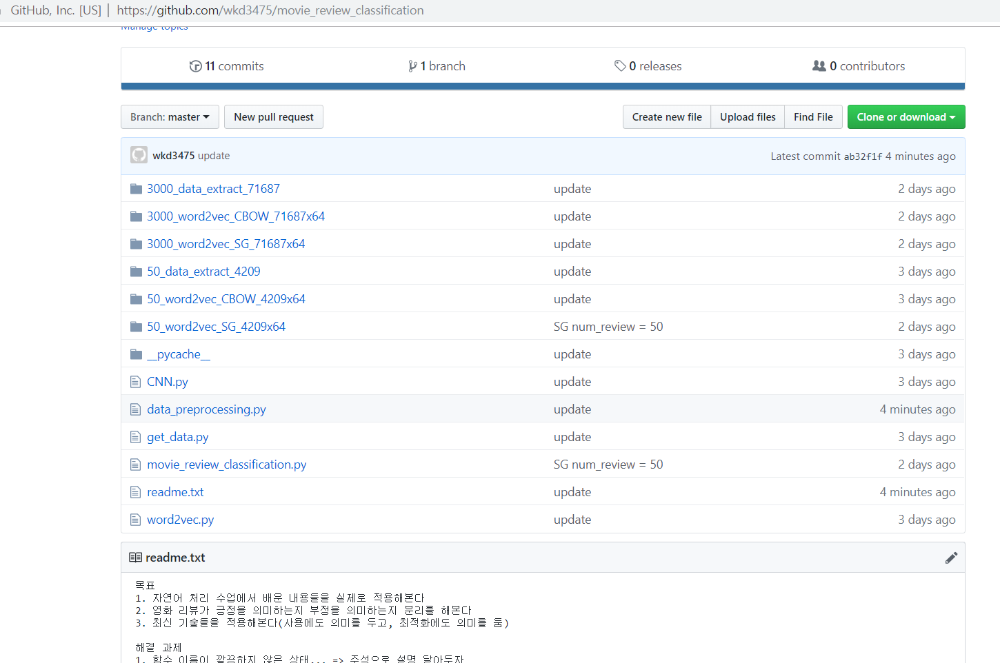 GitHub, Inc. [US] | https://github.com/wkd3475/movie_review_classification
Manage topics
11 commits 1 branch 0 releases 0 contributors
Branch: master New pull request Create new file Upload files Find File Clone or download
wkd3475 update Latest commit ab32f1f 4 minutes ago
3000_data_extract_71687 update 2 days ago
3000_word2vec_CBOW_71687x64 update 2 days ago
3000_word2vec_SG_71687x64 update 2 days ago
50_data_extract_4209 update 3 days ago
50_word2vec_CBOW_4209x64 update 3 days ago
50_word2vec_SG_4209x64 SG num_review = 50 2 days ago
__pycache__ update 3 days ago
CNN.py update 3 days ago
data_preprocessing.py update 4 minutes ago
get_data.py update 3 days ago
movie_review_classification.py SG num_review = 50 2 days ago
readme.txt update 4 minutes ago
word2vec.py update 3 days ago
readme.txt
목표
1. 자연어 처리 수업에서 배운 내용들을 실제로 적용해본다
2. 영화 리뷰가 긍정을 의미하는지 부정을 의미하는지 분리를 해본다
3. 최신 기술들을 적용해본다(사용에도 의미를 두고, 최적화에도 의미를 둠)
해결 과제
1. 함수 이름이 깔끔하지 않은 상태... => 주석으로 설명 달아두자